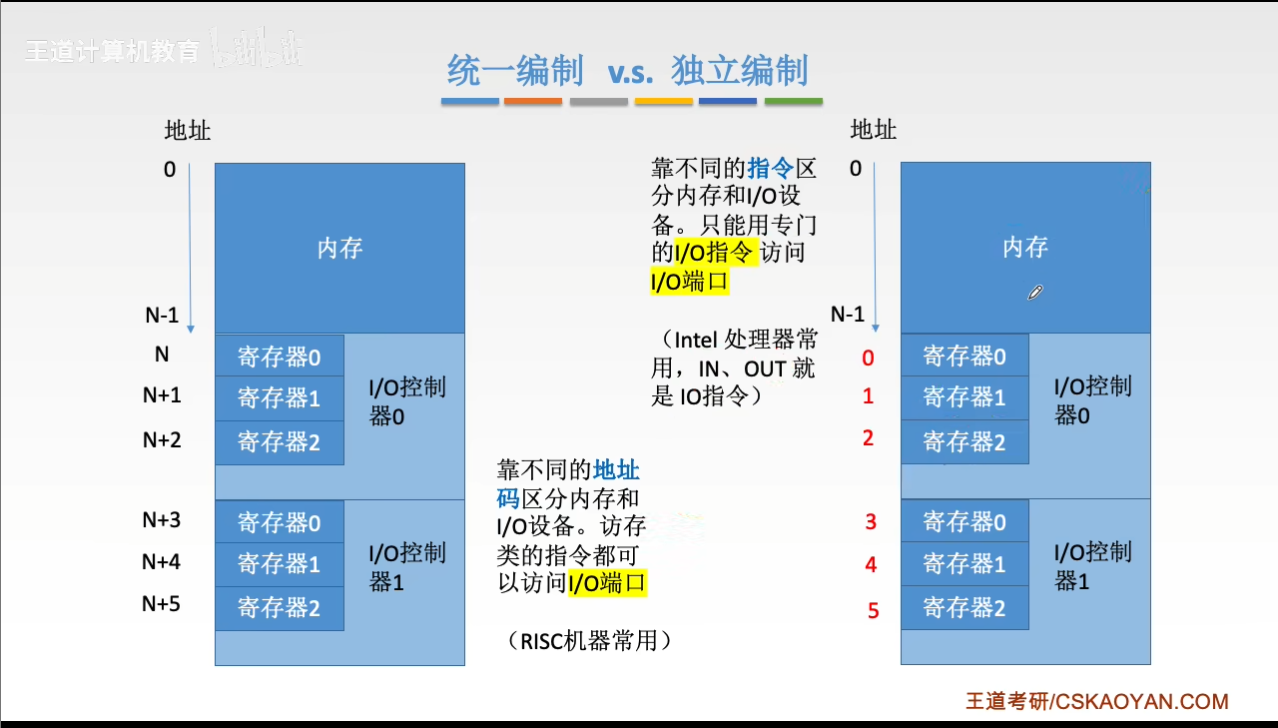 王道计算机教育 bilibili
统一编制 v.s. 独立编制
地址
0
内存
N-1
N
寄存器0
N+1
寄存器1
N+2
寄存器2
I/O控制
器0
N+3
寄存器0
N+4
寄存器1
N+5
寄存器2
I/O控制
器1
靠不同的地址
码区分内存和
I/O设备。访存
类的指令都可
以访问I/O端口
（RISC机器常用）
靠不同的指令区
分内存和I/O设
备。只能用专门
的I/O指令 访问
I/O端口
（Intel 处理器常
用，IN、OUT 就
是 IO指令）
地址
0
内存
N-1
0
寄存器0
1
寄存器1
2
寄存器2
I/O控制
器0
3
寄存器0
4
寄存器1
5
寄存器2
I/O控制
器1
王道考研/CSKAOYAN.COM